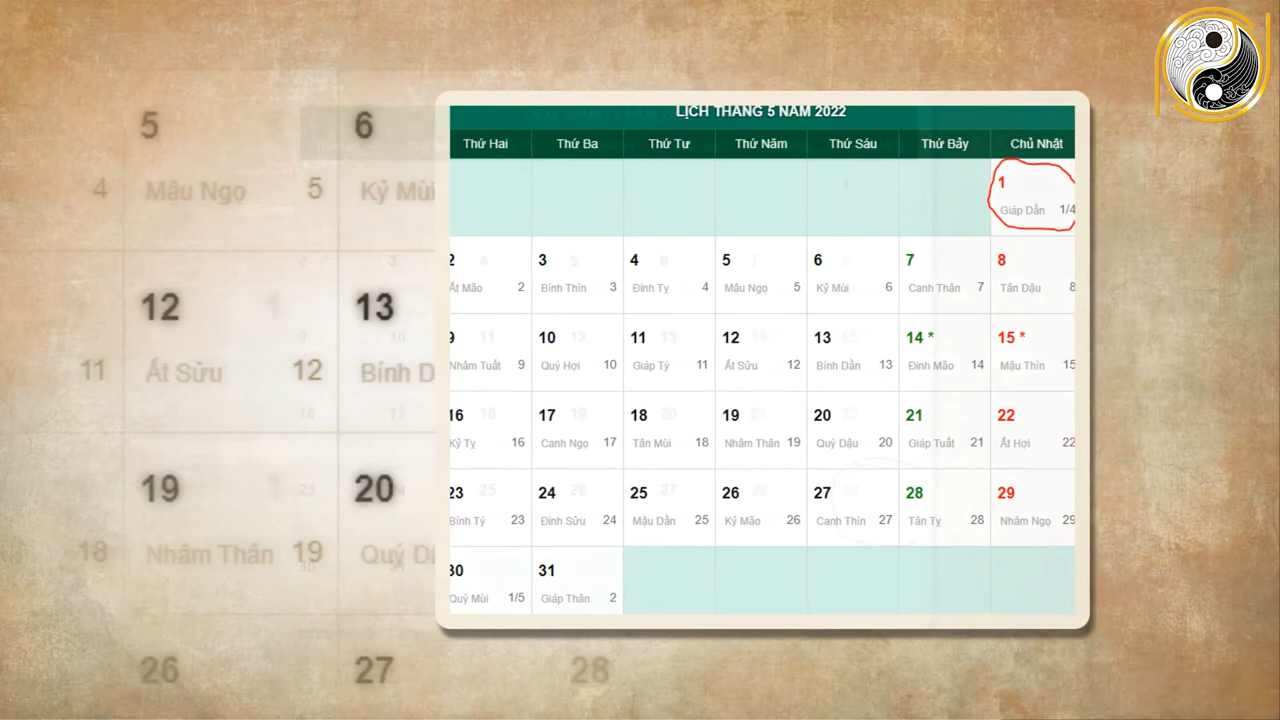 LỊCH THÁNG 5 NĂM 2022
Thứ Hai Thứ Ba Thứ Tư Thứ Năm Thứ Sáu Thứ Bảy Chủ Nhật
1
Giáp Dần 1/4
2 3 4 5 6 7 8
Ất Mão 2 Bính Thìn 3 Đinh Tỵ 4 Mậu Ngọ 5 Kỷ Mùi 6 Canh Thân 7 Tân Dậu 8
9 10 11 12 13 14 * 15 *
Nhâm Tuất 9 Quý Hợi 10 Giáp Tý 11 Ất Sửu 12 Bính Dần 13 Đinh Mão 14 Mậu Thìn 15
16 17 18 19 20 21 22
Kỷ Tỵ 16 Canh Ngọ 17 Tân Mùi 18 Nhâm Thân 19 Quý Dậu 20 Giáp Tuất 21 Ất Hợi 22
23 24 25 26 27 28 29
Bính Tý 23 Đinh Sửu 24 Mậu Dần 25 Kỷ Mão 26 Canh Thìn 27 Tân Tỵ 28 Nhâm Ngọ 29
30 31
Quý Mùi 1/5 Giáp Thân 2
5 6
4 Mậu Ngọ 5 Kỷ Mùi
12 13
11 Ất Sửu 12 Bính D
19 20
18 Nhâm Thân 19 Quý D
26 27 28